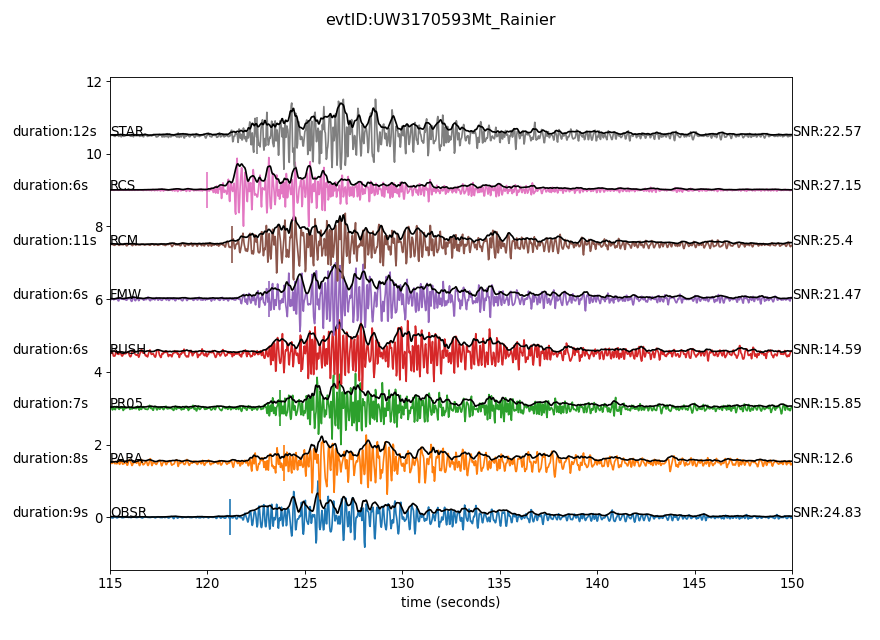 evtID:UW3170593Mt_Rainier
12
duration:12s STAR SNR:22.57
10
duration:6s RCS SNR:27.15
8
duration:11s RCM SNR:25.4
duration:6s FMW SNR:21.47
6
duration:6s RUSH SNR:14.59
4
duration:7s PR05 SNR:15.85
2
duration:8s PARA SNR:12.6
duration:9s OBSR SNR:24.83
0
115 120 125 130 135 140 145 150
time (seconds)